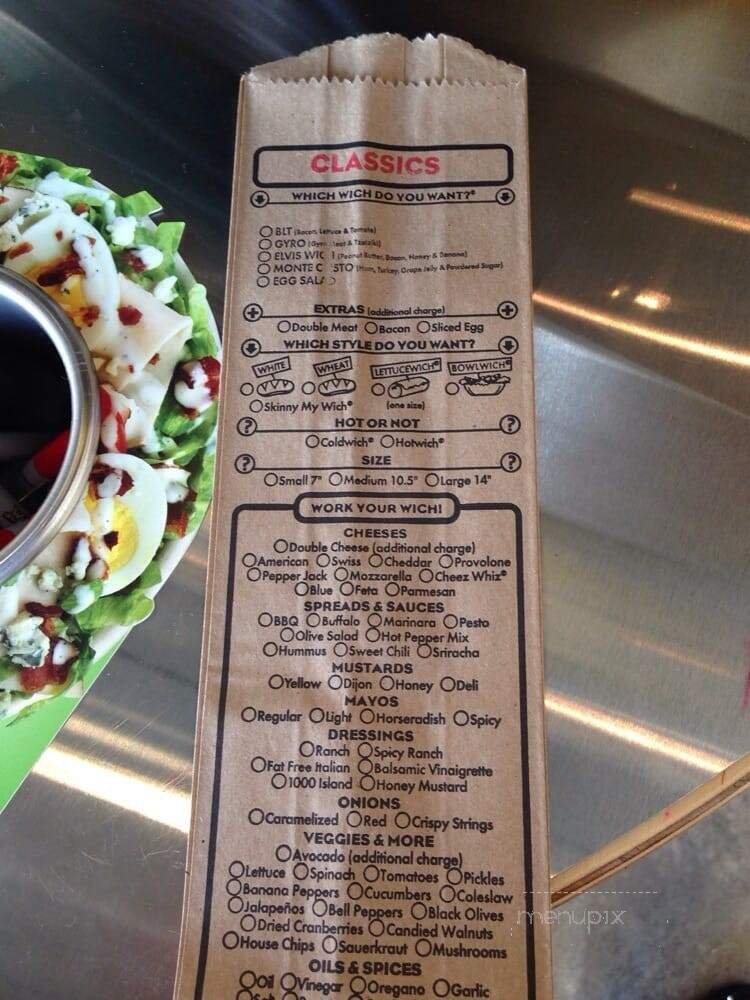 CLASSICS
WHICH WICH DO YOU WANT?®
BLT (Bacon, Lettuce & Tomato)
GYRO (Gyro Meat & Tzatziki)
ELVIS WIC (Peanut Butter, Bacon, Honey & Banana)
MONTE C STO (Ham, Turkey, Grape Jelly & Powdered Sugar)
EGG SALA
EXTRAS (additional charge)
Double Meat Bacon Sliced Egg
WHICH STYLE DO YOU WANT?
WHITE WHEAT LETTUCEWICH® BOWLWICH®
Skinny My Wich® (one size)
HOT OR NOT
Coldwich® Hotwich®
SIZE
Small 7" Medium 10.5" Large 14"
WORK YOUR WICH!
CHEESES
Double Cheese (additional charge)
American Swiss Cheddar Provolone
Pepper Jack Mozzarella Cheez Whiz®
Blue Feta Parmesan
SPREADS & SAUCES
BBQ Buffalo Marinara Pesto
Olive Salad Hot Pepper Mix
Hummus Sweet Chili Sriracha
MUSTARDS
Yellow Dijon Honey Deli
MAYOS
Regular Light Horseradish Spicy
DRESSINGS
Ranch Spicy Ranch
Fat Free Italian Balsamic Vinaigrette
1000 Island Honey Mustard
ONIONS
Caramelized Red Crispy Strings
VEGGIES & MORE
Avocado (additional charge)
Lettuce Spinach Tomatoes Pickles
Banana Peppers Cucumbers Coleslaw
Jalapeños Bell Peppers Black Olives
Dried Cranberries Candied Walnuts
House Chips Sauerkraut Mushrooms
OILS & SPICES
Oil Vinegar Oregano Garlic
menupix